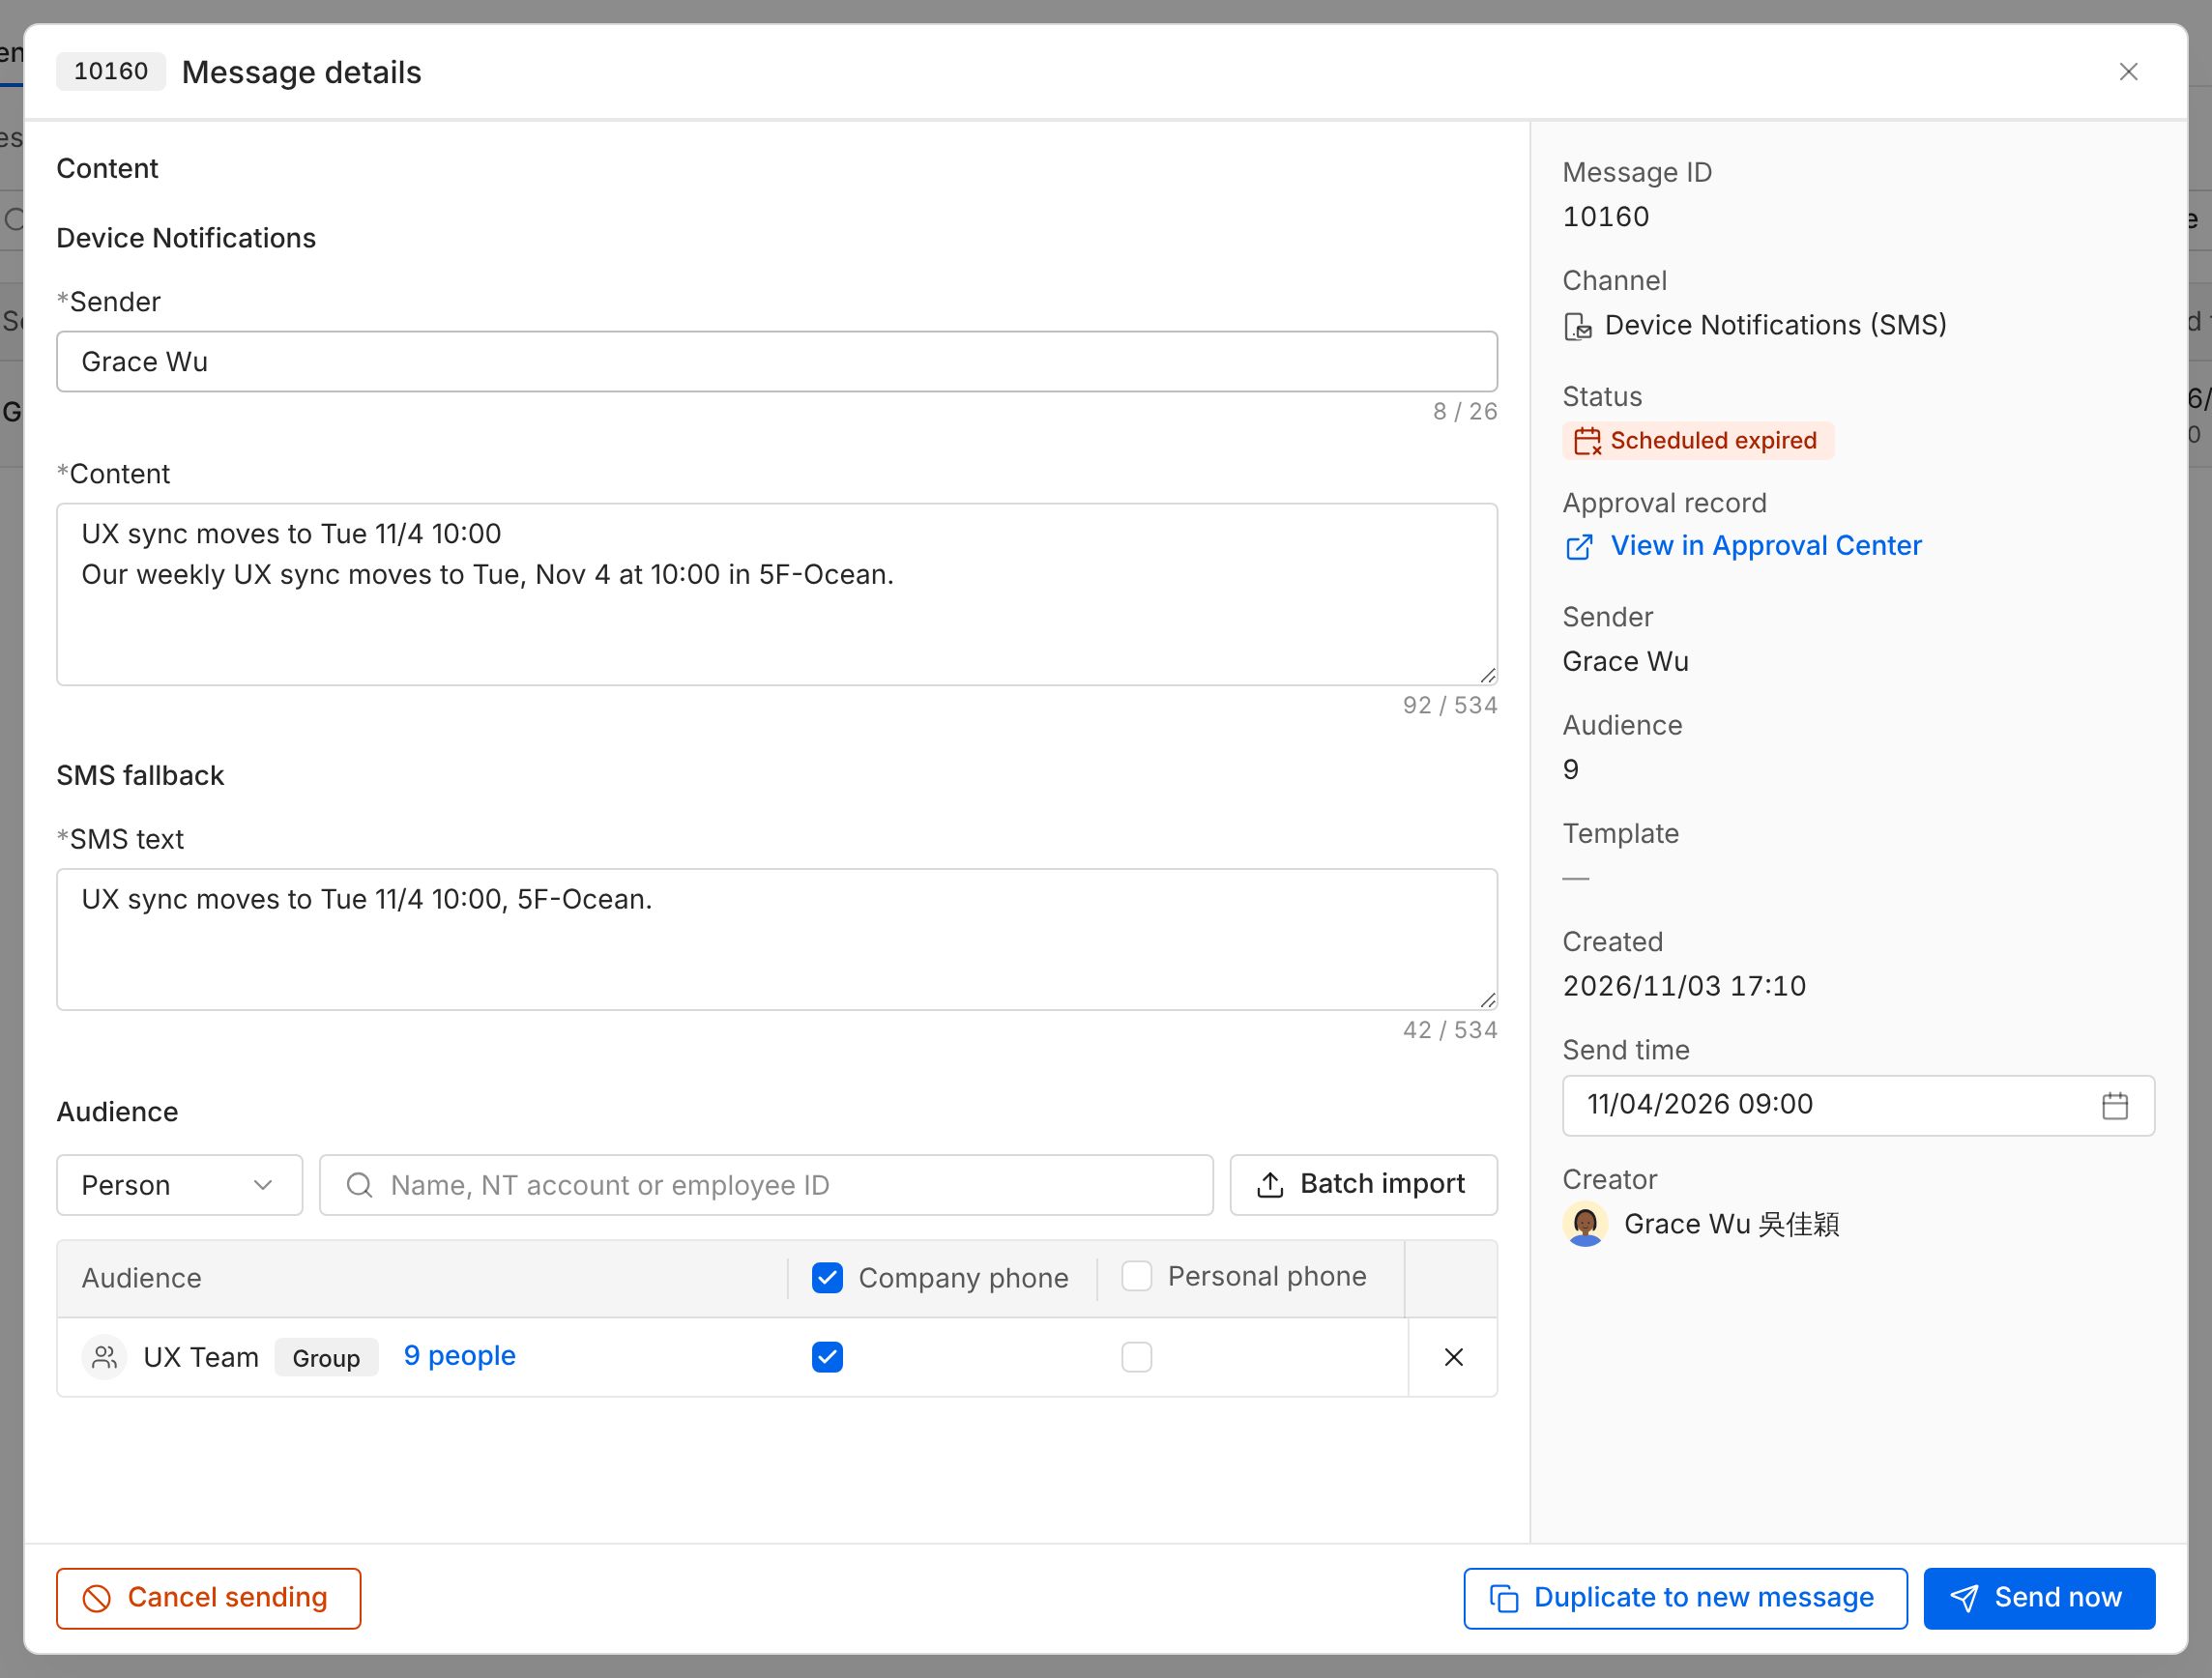 10160 Message details
Content
Device Notifications
*Sender
Grace Wu
8 / 26
*Content
UX sync moves to Tue 11/4 10:00
Our weekly UX sync moves to Tue, Nov 4 at 10:00 in 5F-Ocean.
92 / 534
SMS fallback
*SMS text
UX sync moves to Tue 11/4 10:00, 5F-Ocean.
42 / 534
Audience
Person
Name, NT account or employee ID
Batch import
Audience Company phone Personal phone
UX Team Group 9 people
Message ID
10160
Channel
Device Notifications (SMS)
Status
Scheduled expired
Approval record
View in Approval Center
Sender
Grace Wu
Audience
9
Template
—
Created
2026/11/03 17:10
Send time
11/04/2026 09:00
Creator
Grace Wu 吳佳穎
Cancel sending
Duplicate to new message
Send now